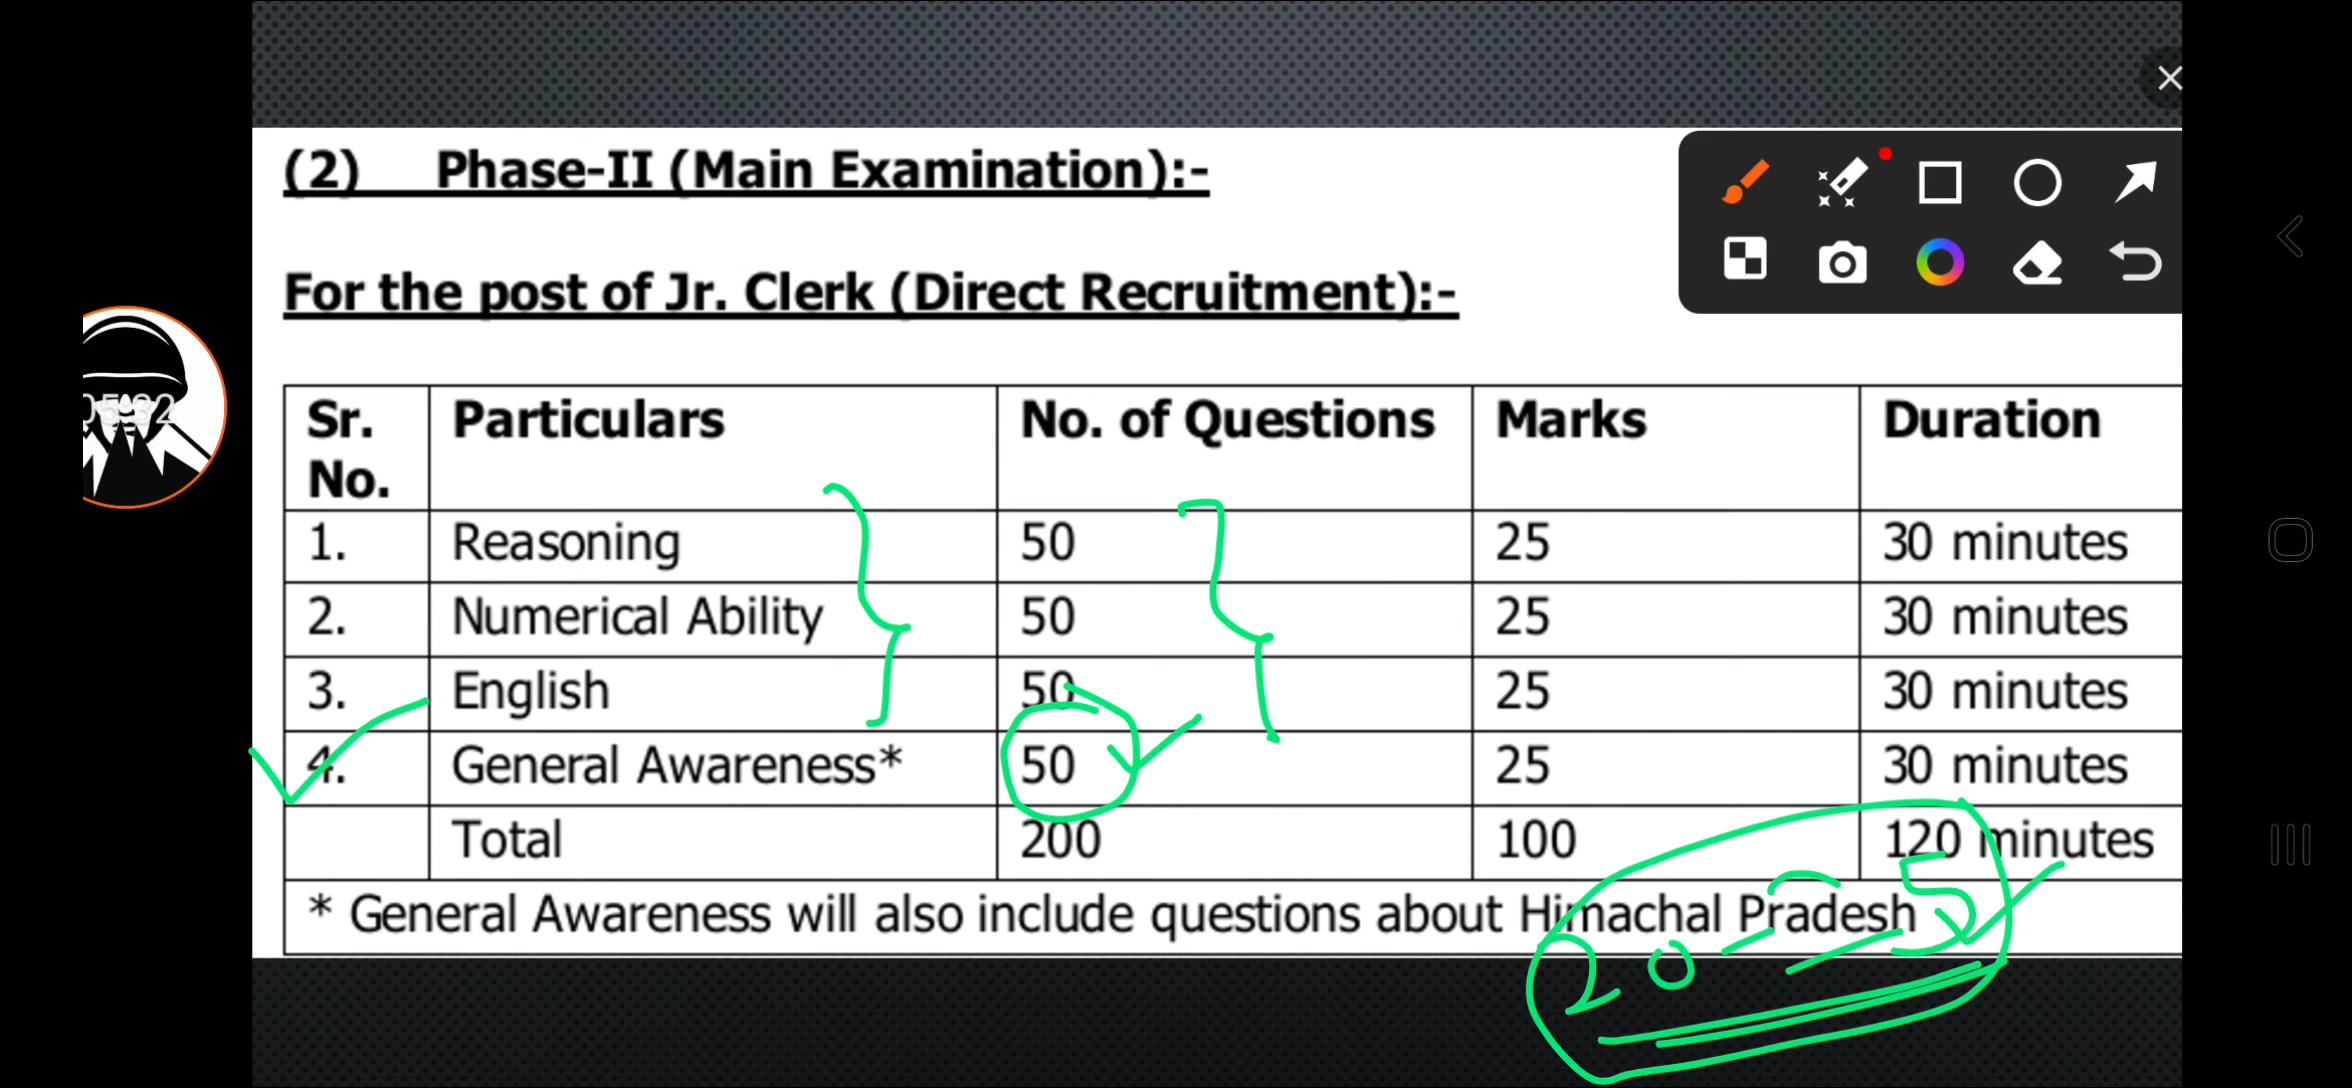 (2) Phase-II (Main Examination):-
For the post of Jr. Clerk (Direct Recruitment):-
Sr. No. Particulars No. of Questions Marks Duration
1. Reasoning 50 25 30 minutes
2. Numerical Ability 50 25 30 minutes
3. English 50 25 30 minutes
4. General Awareness* 50 25 30 minutes
Total 200 100 120 minutes
* General Awareness will also include questions about Himachal Pradesh
05:32